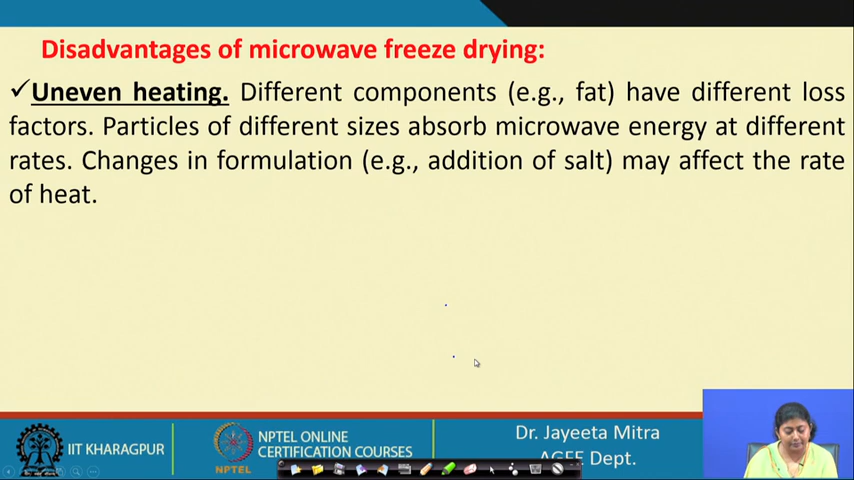 Disadvantages of microwave freeze drying:
✓Uneven heating. Different components (e.g., fat) have different loss
factors. Particles of different sizes absorb microwave energy at different
rates. Changes in formulation (e.g., addition of salt) may affect the rate
of heat.
IIT KHARAGPUR
NPTEL
NPTEL ONLINE
CERTIFICATION COURSES
Dr. Jayeeta Mitra
AGFE Dept.